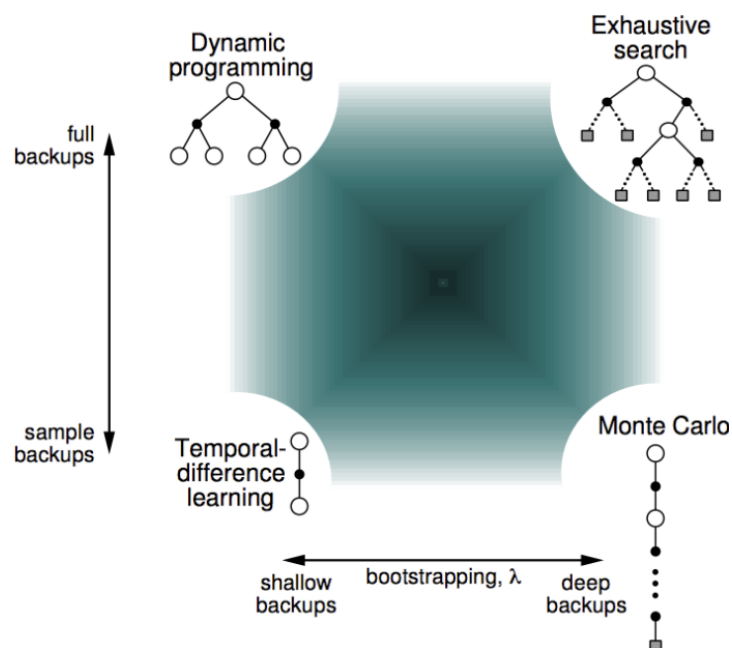 Dynamic
programming
Exhaustive
search
full
backups
sample
backups
Temporal-
difference
learning
Monte Carlo
bootstrapping, λ
shallow
backups
deep
backups